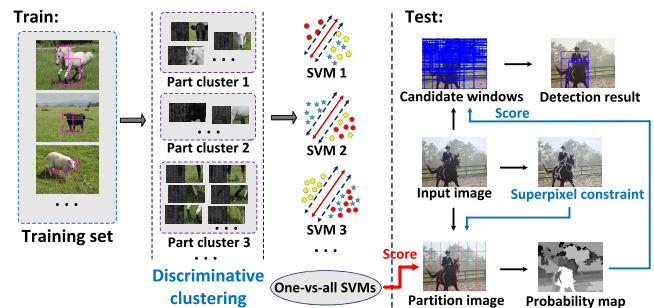 Train:
Training set
Part cluster 1
Part cluster 2
Part cluster 3
Discriminative
clustering
SVM 1
SVM 2
SVM 3
One-vs-all SVMs
Score
Test:
Candidate windows
Detection result
Score
Input image
Superpixel constraint
Partition image
Probability map